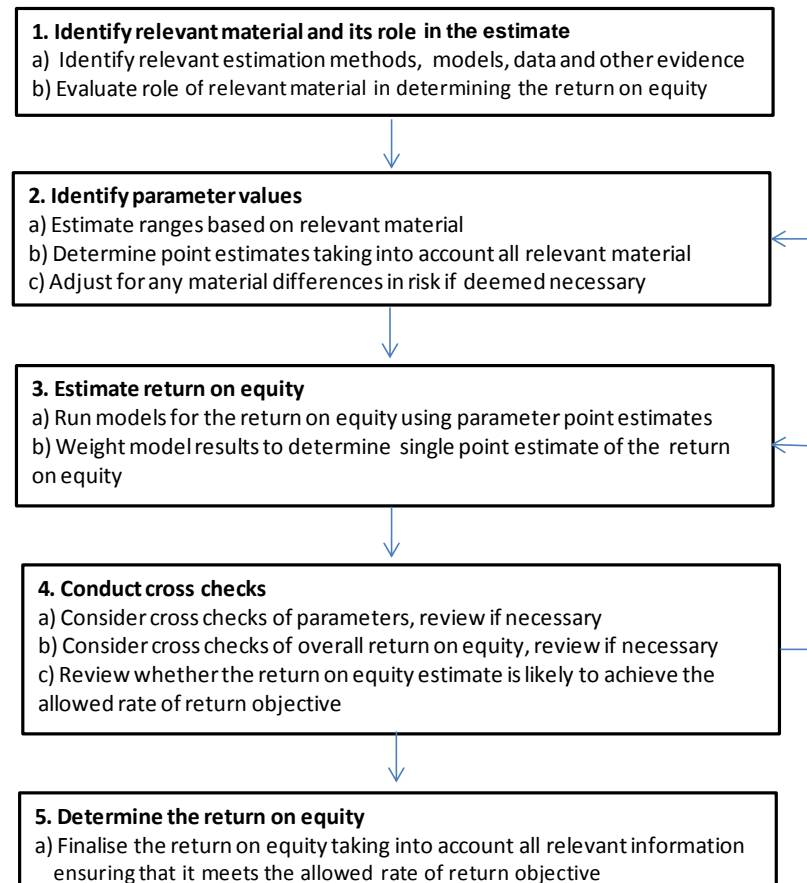 1. Identify relevant material and its role in the estimate
a) Identify relevant estimation methods, models, data and other evidence
b) Evaluate role of relevant material in determining the return on equity
2. Identify parameter values
a) Estimate ranges based on relevant material
b) Determine point estimates taking into account all relevant material
c) Adjust for any material differences in risk if deemed necessary
3. Estimate return on equity
a) Run models for the return on equity using parameter point estimates
b) Weight model results to determine single point estimate of the return
on equity
4. Conduct cross checks
a) Consider cross checks of parameters, review if necessary
b) Consider cross checks of overall return on equity, review if necessary
c) Review whether the return on equity estimate is likely to achieve the
allowed rate of return objective
5. Determine the return on equity
a) Finalise the return on equity taking into account all relevant information
ensuring that it meets the allowed rate of return objective